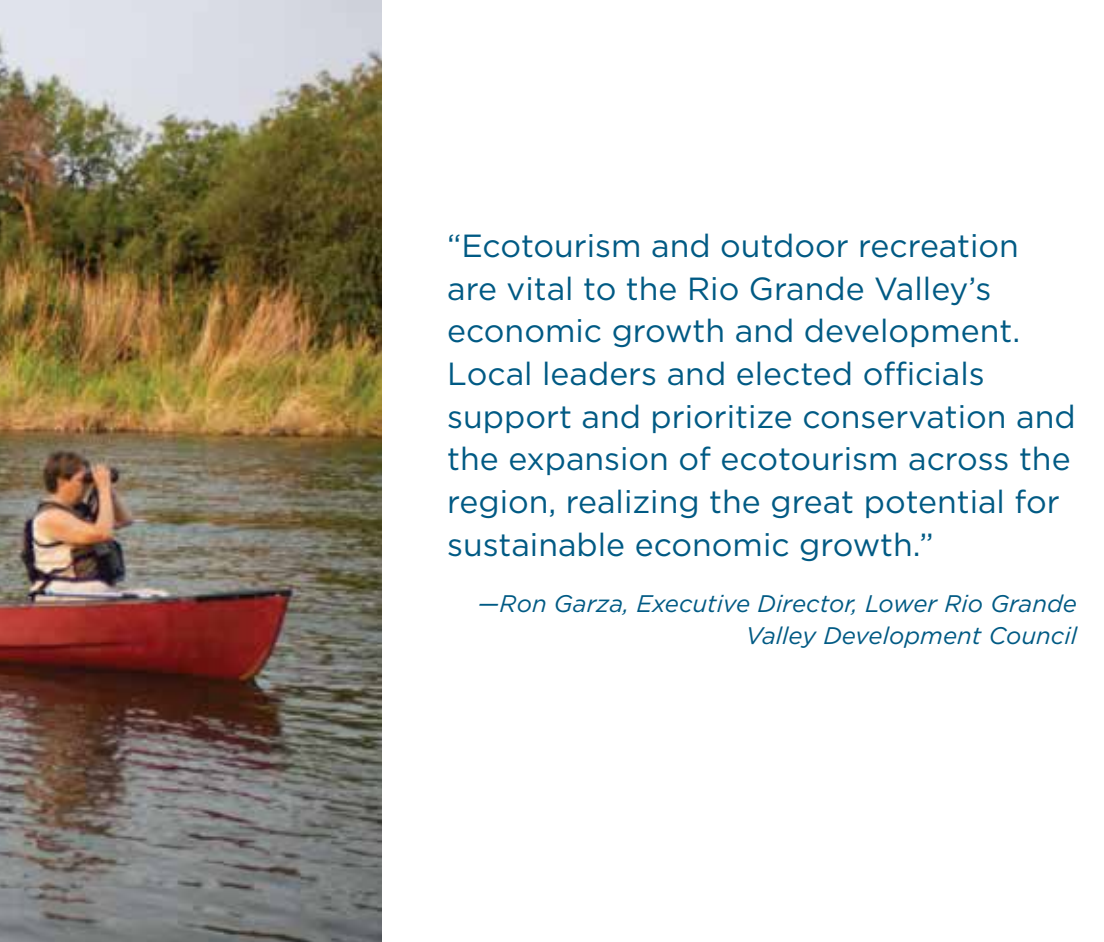 “Ecotourism and outdoor recreation
are vital to the Rio Grande Valley’s
economic growth and development.
Local leaders and elected officials
support and prioritize conservation and
the expansion of ecotourism across the
region, realizing the great potential for
sustainable economic growth.”
—Ron Garza, Executive Director, Lower Rio Grande
Valley Development Council